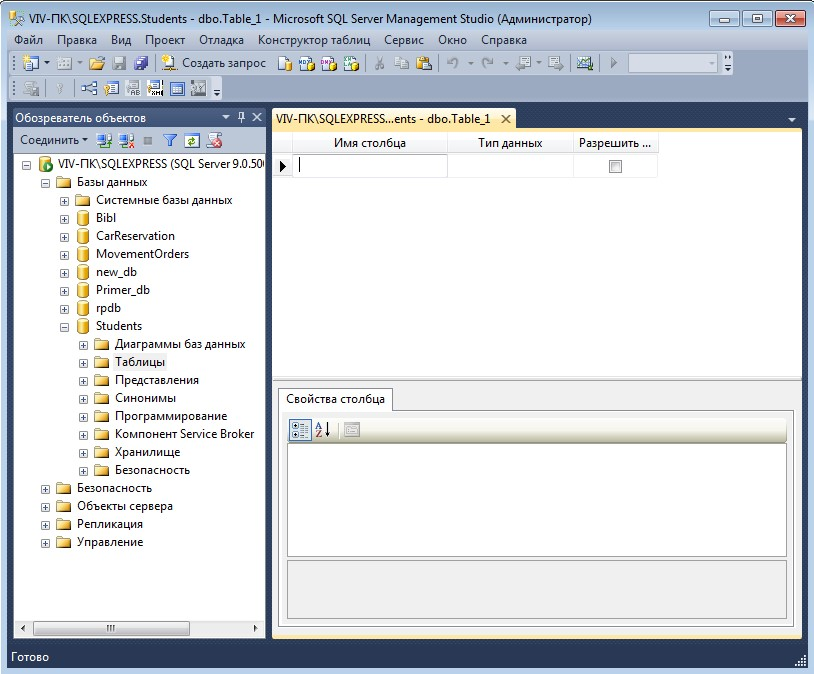 VIV-ПК\SQLEXPRESS.Students - dbo.Table_1 - Microsoft SQL Server Management Studio (Администратор)
Файл Правка Вид Проект Отладка Конструктор таблиц Сервис Окно Справка
Создать запрос
Обозреватель объектов
Соединить
VIV-ПК\SQLEXPRESS (SQL Server 9.0.500
Базы данных
Системные базы данных
Bibl
CarReservation
MovementOrders
new_db
Primer_db
rpdb
Students
Диаграммы баз данных
Таблицы
Представления
Синонимы
Программирование
Компонент Service Broker
Хранилище
Безопасность
Безопасность
Объекты сервера
Репликация
Управление
VIV-ПК\SQLEXPRESS...ents - dbo.Table_1
Имя столбца Тип данных Разрешить ...
Свойства столбца
Готово